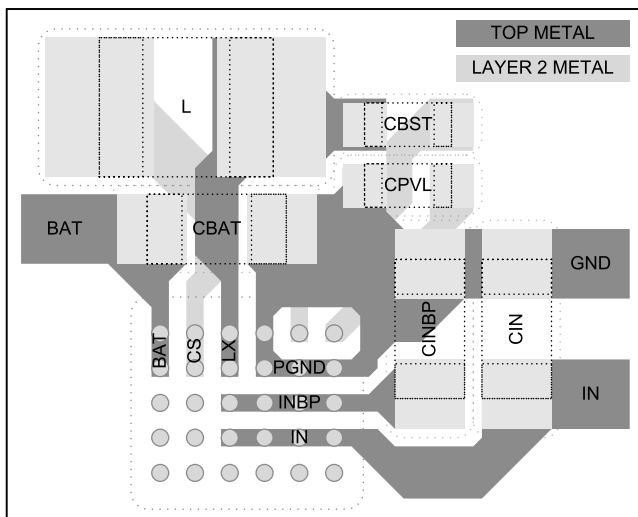 TOP METAL
LAYER 2 METAL
L
CBST
CPVL
BAT
CBAT
GND
CINBP
CIN
BAT
CS
LX
PGND
INBP
IN
IN